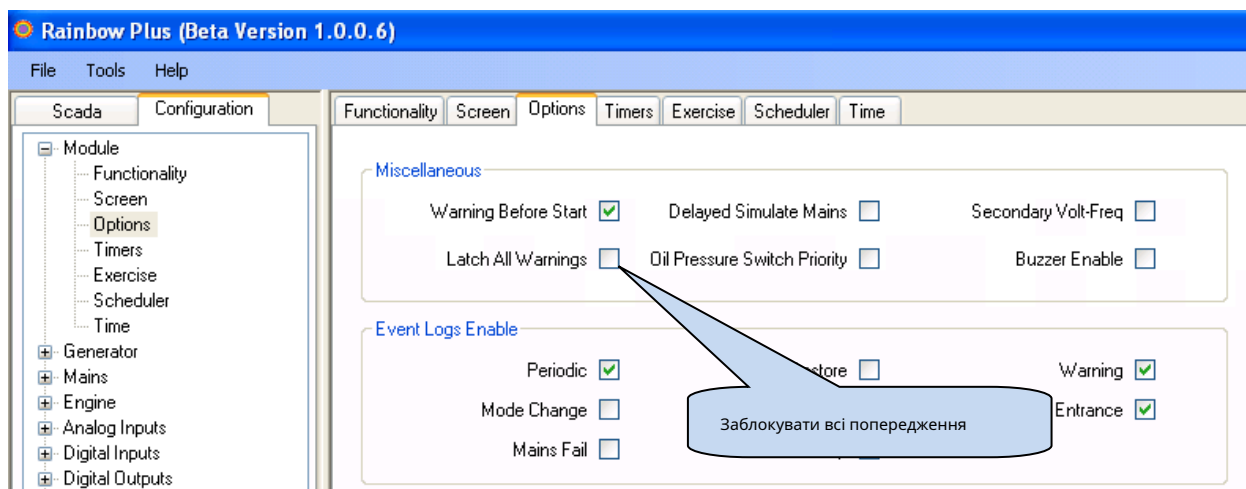 Rainbow Plus (Beta Version 1.0.0.6)
File Tools Help
Scada Configuration
Module
Functionality
Screen
Options
Timers
Exercise
Scheduler
Time
Generator
Mains
Engine
Analog Inputs
Digital Inputs
Digital Outputs
Functionality Screen Options Timers Exercise Scheduler Time
Miscellaneous
Warning Before Start Delayed Simulate Mains Secondary Volt-Freq
Latch All Warnings Oil Pressure Switch Priority Buzzer Enable
Event Logs Enable
Periodic Warning
Mode Change Entrance
Mains Fail
Заблокувати всі попередження